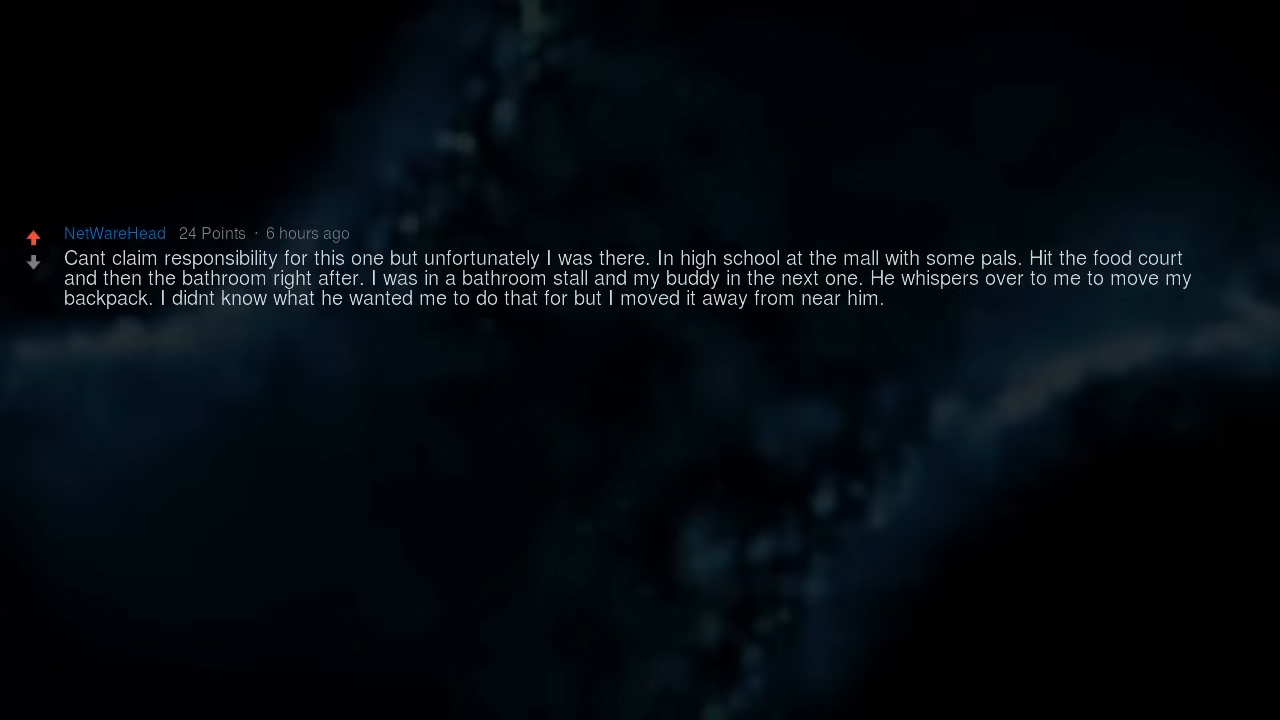 NetWareHead 24 Points · 6 hours ago
Cant claim responsibility for this one but unfortunately I was there. In high school at the mall with some pals. Hit the food court
and then the bathroom right after. I was in a bathroom stall and my buddy in the next one. He whispers over to me to move my
backpack. I didnt know what he wanted me to do that for but I moved it away from near him.